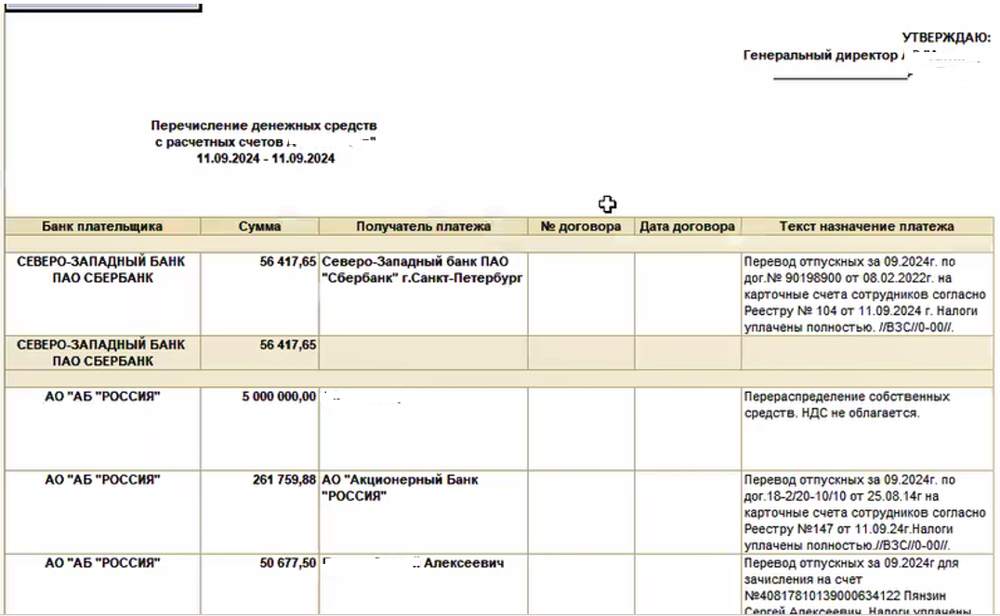 УТВЕРЖДАЮ:
Генеральный директор
Перечисление денежных средств
с расчетных счетов
11.09.2024 - 11.09.2024
Банк плательщика Сумма Получатель платежа № договора Дата договора Текст назначение платежа
СЕВЕРО-ЗАПАДНЫЙ БАНК
ПАО СБЕРБАНК
56 417,65
Северо-Западный банк ПАО
"Сбербанк" г.Санкт-Петербург
Перевод отпускных за 09.2024г. по
дог.№ 90198900 от 08.02.2022г. на
карточные счета сотрудников согласно
Реестру № 104 от 11.09.2024 г. Налоги
уплачены полностью. //ВЗС//0-00//.
СЕВЕРО-ЗАПАДНЫЙ БАНК
ПАО СБЕРБАНК
56 417,65
АО "АБ "РОССИЯ"
5 000 000,00
Перераспределение собственных
средств. НДС не облагается.
АО "АБ "РОССИЯ"
261 759,88
АО "Акционерный Банк
"РОССИЯ"
Перевод отпускных за 09.2024г. по
дог.18-2/20-10/10 от 25.08.14г на
карточные счета сотрудников согласно
Реестру №147 от 11.09.24г.Налоги
уплачены полностью.//ВЗС//0-00//.
АО "АБ "РОССИЯ"
50 677,50
Алексеевич
Перевод отпускных за 09.2024г для
зачисления на счет
№40817810139000634122 Пянзин
Сергей Алексеевич. Налоги уплачены